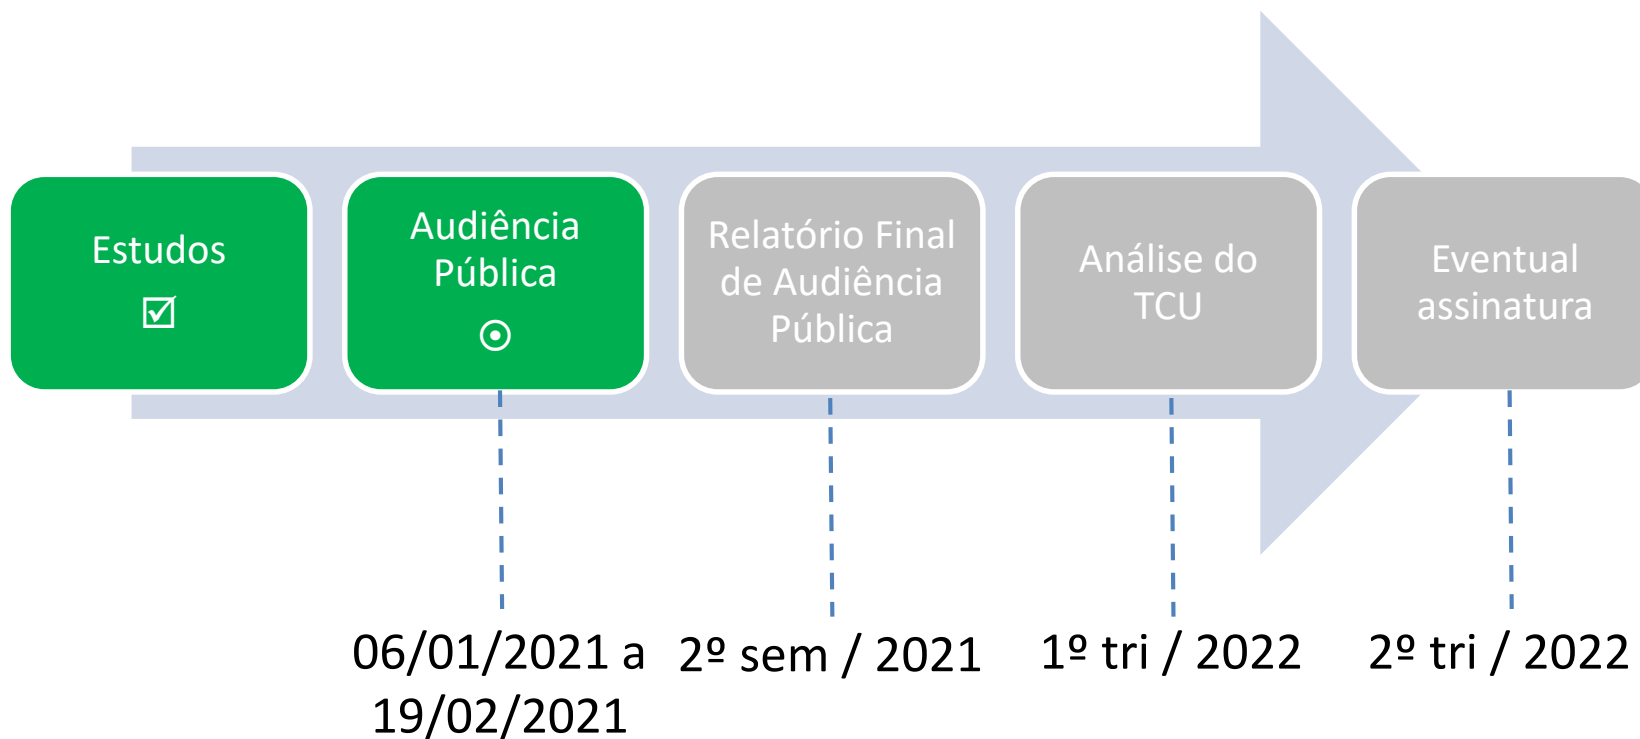 Estudos
☑
Audiência
Pública
⊙
Relatório Final
de Audiência
Pública
Análise do
TCU
Eventual
assinatura
06/01/2021 a
19/02/2021
2º sem / 2021
1º tri / 2022
2º tri / 2022